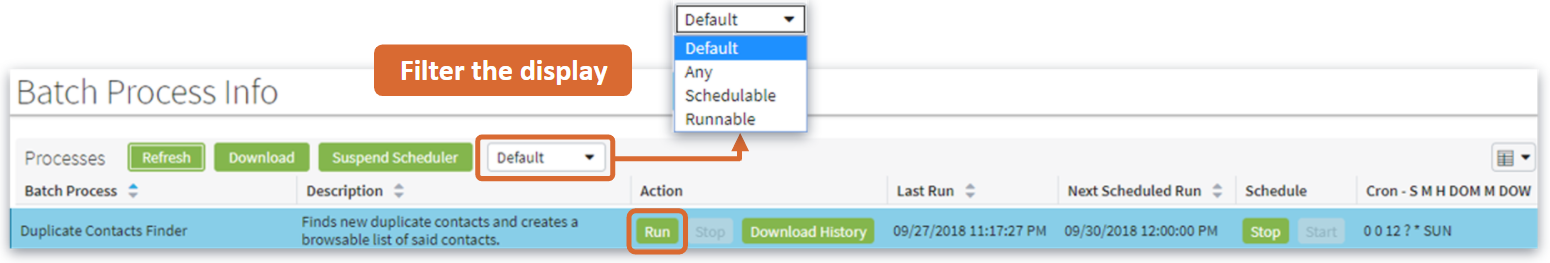 Default
Default
Any
Schedulable
Runnable
Filter the display
Batch Process Info
Processes Refresh Download Suspend Scheduler Default
Batch Process Description Action Last Run Next Scheduled Run Schedule Cron - S M H DOM M DOW
Duplicate Contacts Finder Finds new duplicate contacts and creates a
browsable list of said contacts. Run Stop Download History 09/27/2018 11:17:27 PM 09/30/2018 12:00:00 PM Stop Start 0 0 12 ? * SUN